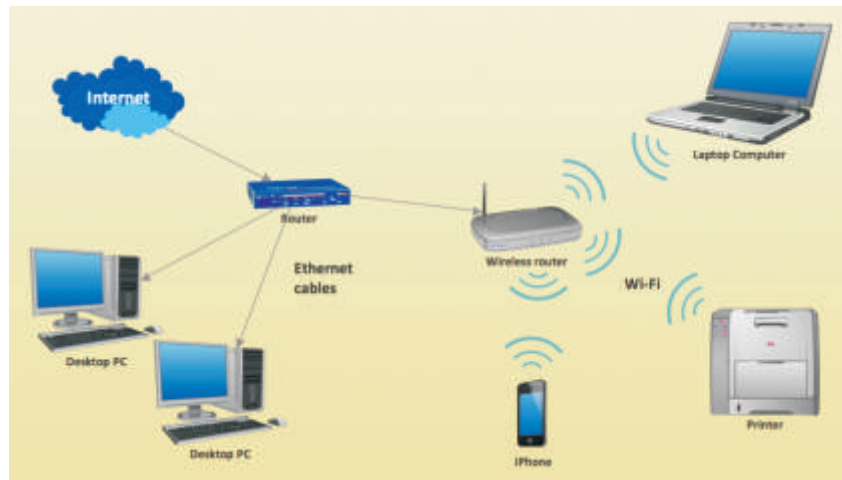 Internet
Laptop Computer
Router
Wireless router
Ethernet
cables
Wi-Fi
Desktop PC
Desktop PC
iPhone
Printer